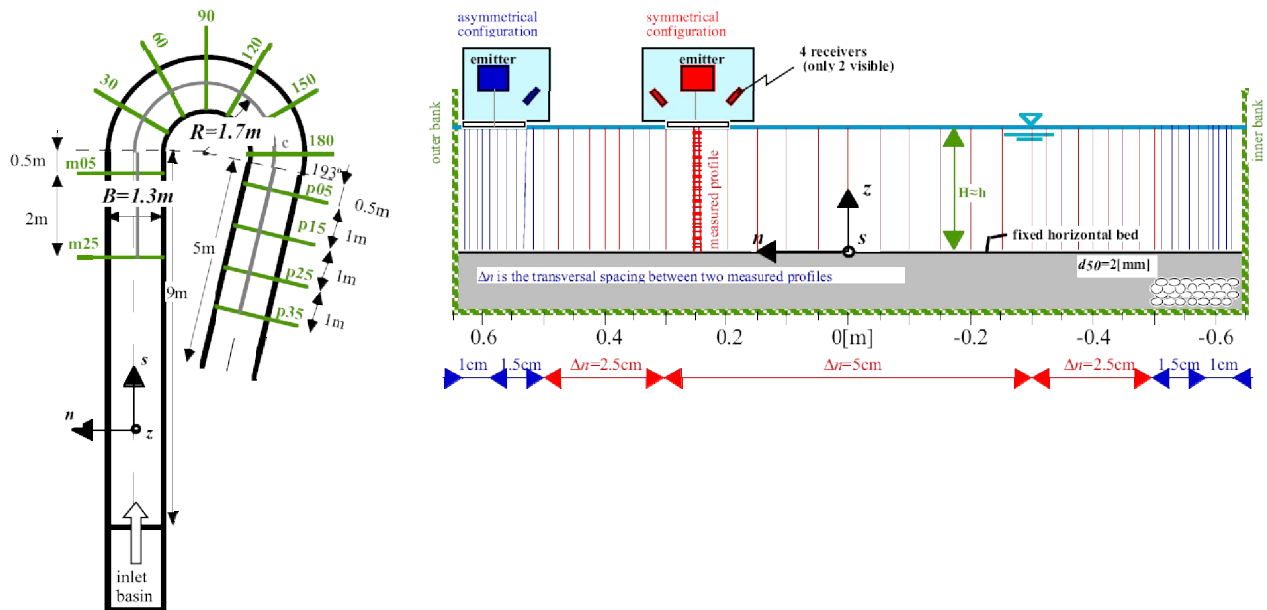 90
60
120
30
150
R=1.7m
c
180
0.5m
m05
193°
B=1.3m
p05
0.5m
2m
p15
1m
5m
m25
p25
1m
9m
p35
1m
s
n
z
inlet
basin
asymmetrical
configuration
symmetrical
configuration
emitter
emitter
4 receivers
(only 2 visible)
outer bank
inner bank
measured profile
H≈h
z
n
s
fixed horizontal bed
d50=2[mm]
Δn is the transversal spacing between two measured profiles
0.6 0.4 0.2 0[m] -0.2 -0.4 -0.6
1cm 1.5cm Δn=2.5cm Δn=5cm Δn=2.5cm 1.5cm 1cm